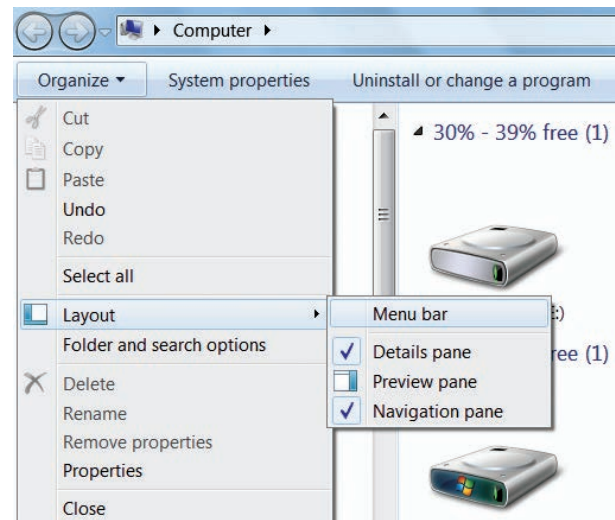 Computer
Organize System properties Uninstall or change a program
Cut
Copy
Paste
Undo
Redo
Select all
Layout
Folder and search options
Delete
Rename
Remove properties
Properties
Close
Menu bar
Details pane
Preview pane
Navigation pane
30% - 39% free (1)
:)
ree (1)